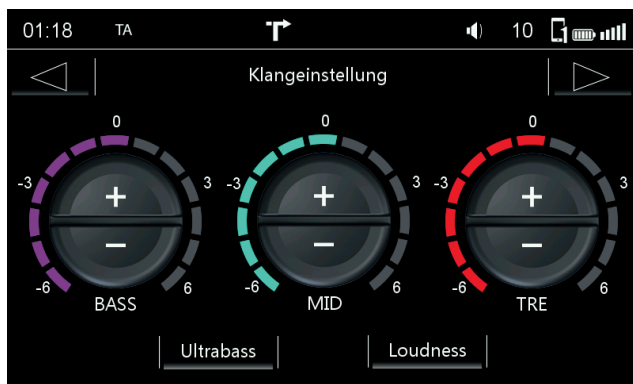 01:18 TA 10 1
Klangeinstellung
0 0 0
-3 3 -3 3 -3 3
+ + +
− − −
-6 6 -6 6 -6 6
BASS MID TRE
Ultrabass Loudness